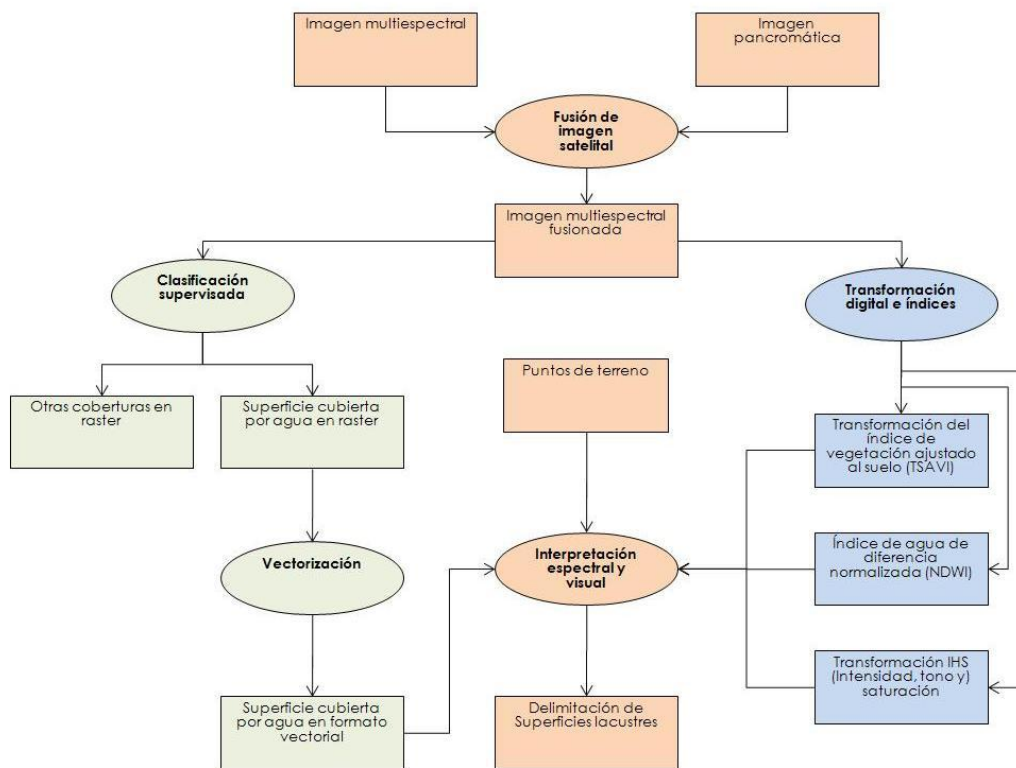 Imagen multiespectral
Imagen
pancromática
Fusión de
imagen
satelital
Imagen multiespectral
fusionada
Clasificación
supervisada
Transformación
digital e índices
Otras coberturas en
raster
Superficie cubierta
por agua en raster
Puntos de terreno
Transformación del
índice de
vegetación ajustado
al suelo (TSAVI)
Vectorización
Interpretación
espectral y
visual
Índice de agua de
diferencia
normalizada (NDWI)
Superficie cubierta
por agua en formato
vectorial
Delimitación de
Superficies lacustres
Transformación IHS
(Intensidad, tono y)
saturación